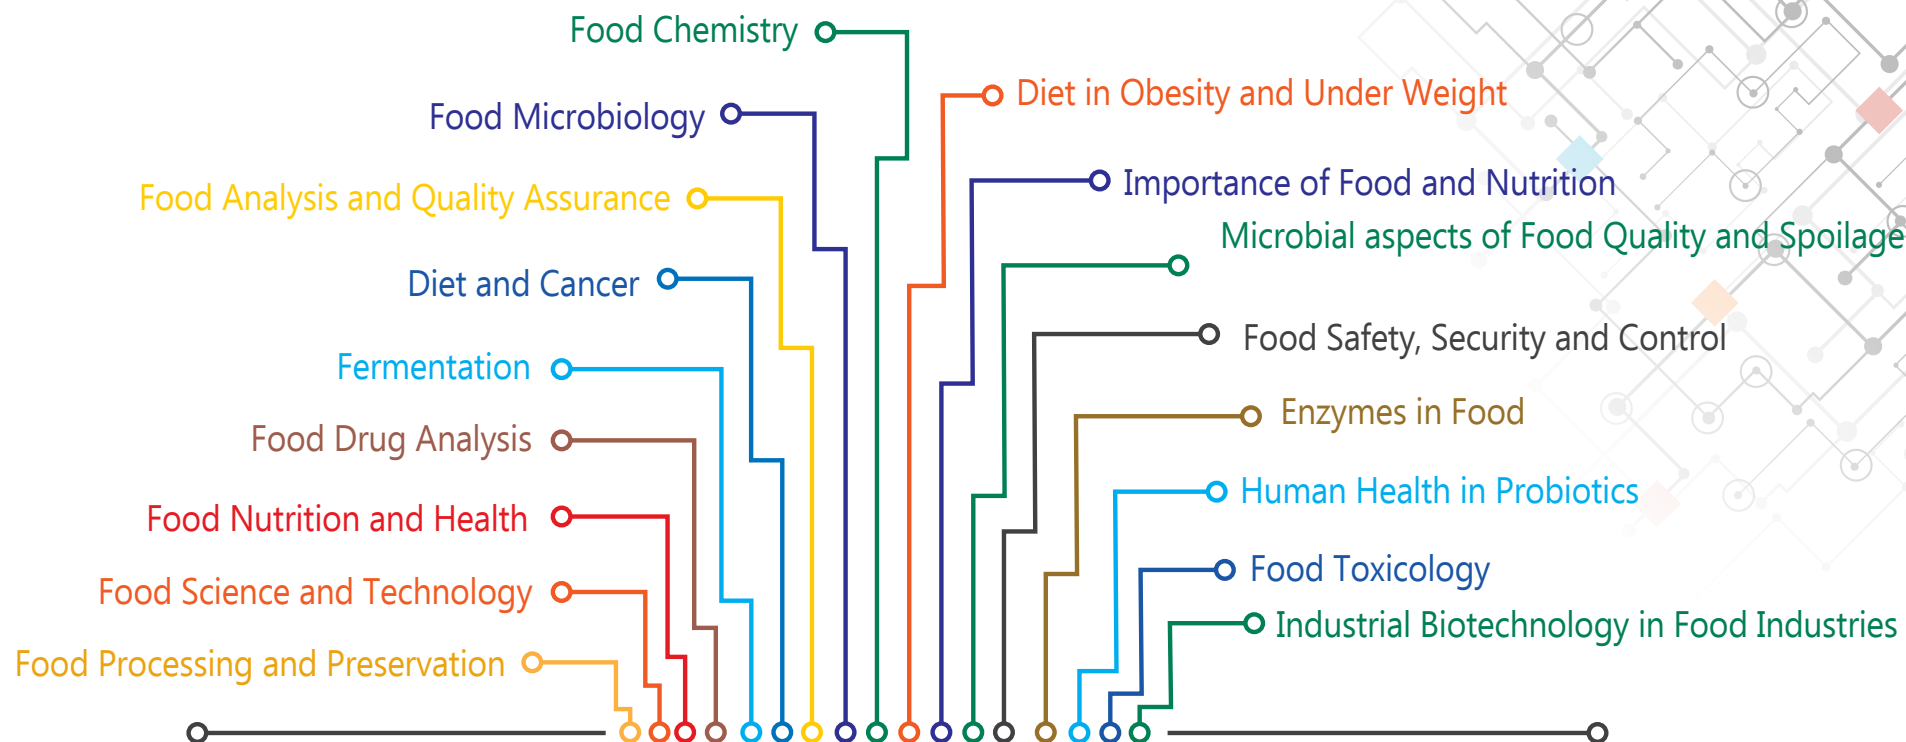 Food Chemistry
Food Microbiology
Food Analysis and Quality Assurance
Diet and Cancer
Fermentation
Food Drug Analysis
Food Nutrition and Health
Food Science and Technology
Food Processing and Preservation
Diet in Obesity and Under Weight
Importance of Food and Nutrition
Microbial aspects of Food Quality and Spoilage
Food Safety, Security and Control
Enzymes in Food
Human Health in Probiotics
Food Toxicology
Industrial Biotechnology in Food Industries